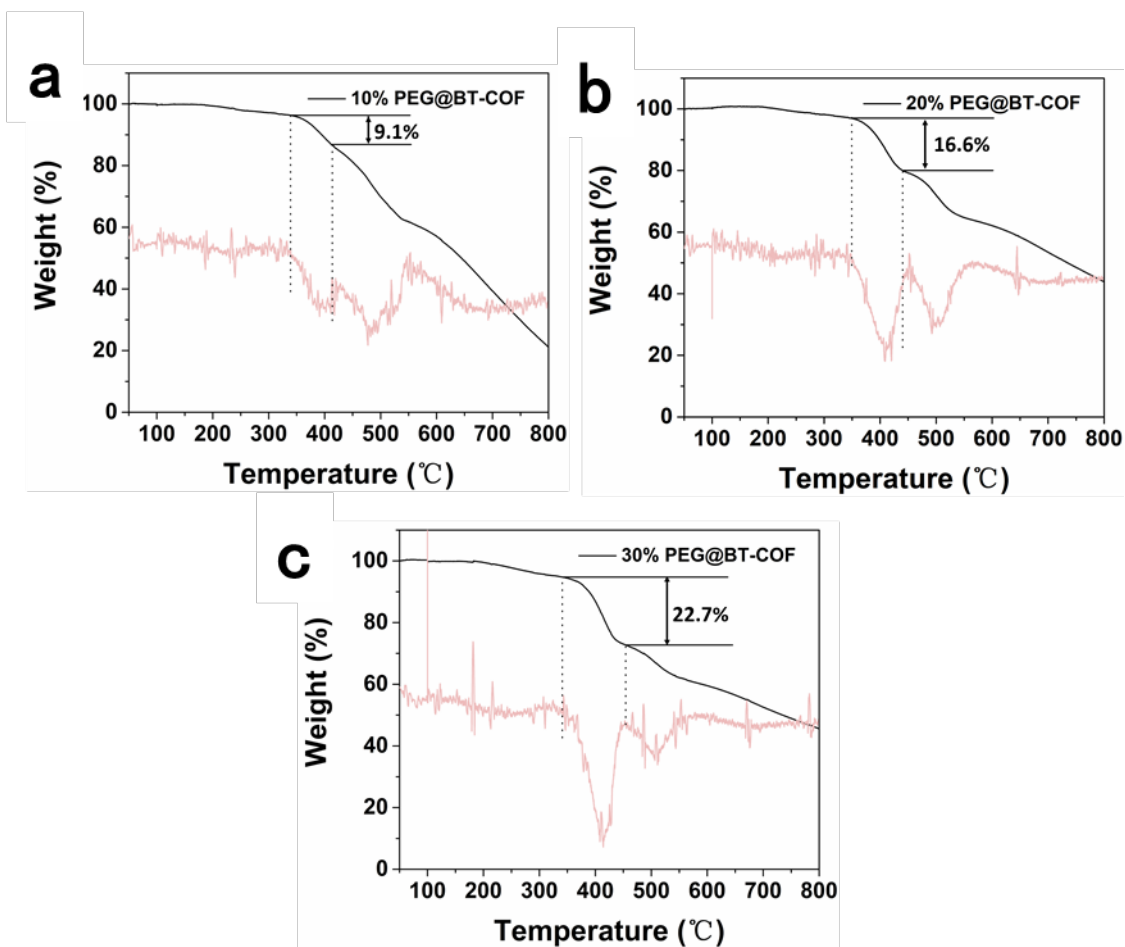 a
10% PEG@BT-COF
9.1%
100
80
60
40
20
0
Weight (%)
100 200 300 400 500 600 700 800
Temperature (℃)
b
20% PEG@BT-COF
16.6%
100
80
60
40
20
0
Weight (%)
100 200 300 400 500 600 700 800
Temperature (℃)
c
30% PEG@BT-COF
22.7%
100
80
60
40
20
0
Weight (%)
100 200 300 400 500 600 700 800
Temperature (℃)